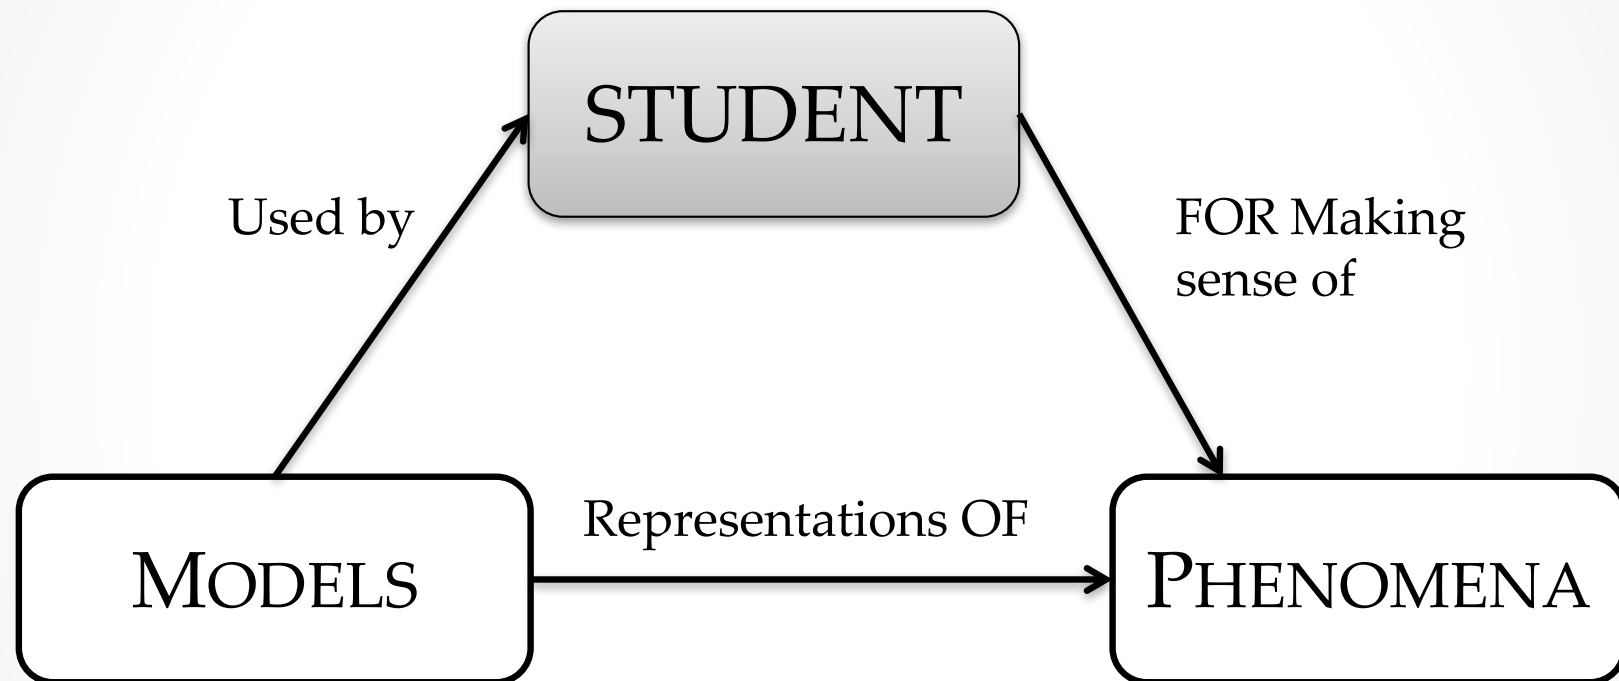 STUDENT
Used by
FOR Making
sense of
Representations OF
MODELS
PHENOMENA